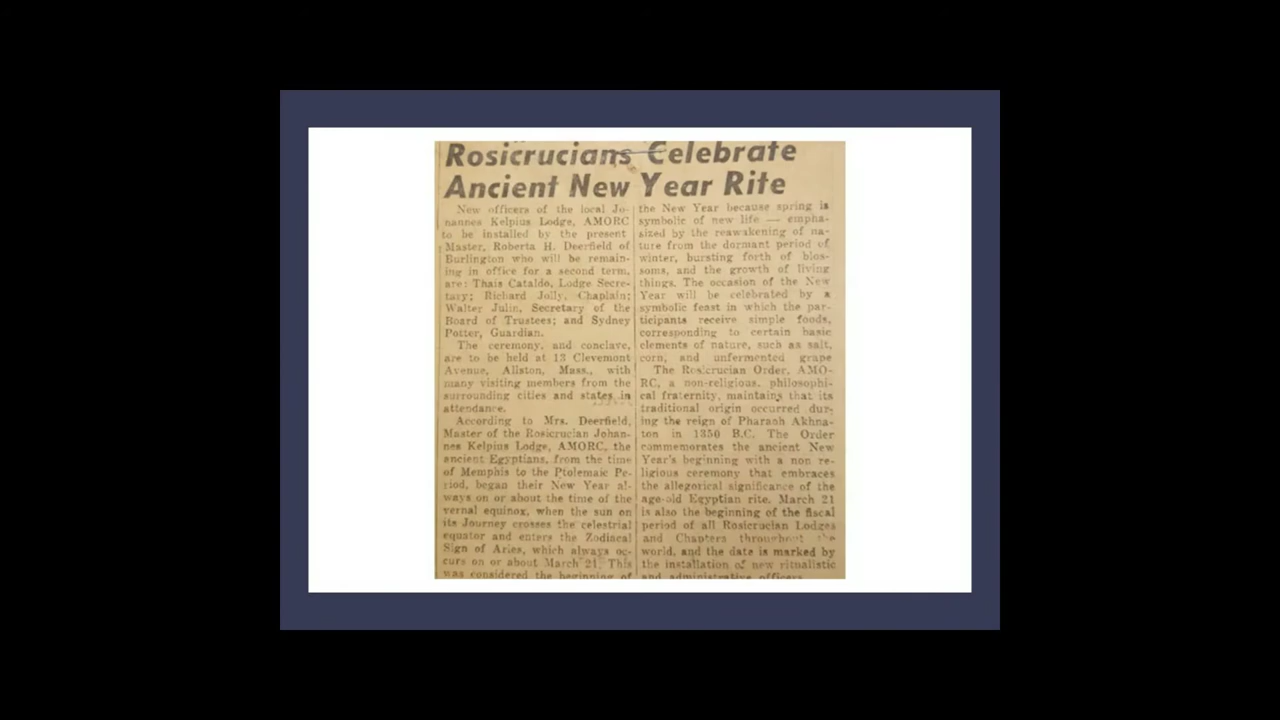 Rosicrucians Celebrate
Ancient New Year Rite
New officers of the local Jo-
hannes Kelpius Lodge, AMORC
to be installed by the present
Master, Roberta H. Deerfield of
Burlington who will be remain-
ing in office for a second term,
are: Thais Cataldo, Lodge Secre-
tary; Richard Jolly, Chaplain;
Walter Julin, Secretary of the
Board of Trustees; and Sydney
Potter, Guardian.
The ceremony, and conclave,
are to be held at 13 Clevemont
Avenue, Allston, Mass., with
many visiting members from the
surrounding cities and states in
attendance.
According to Mrs. Deerfield,
Master of the Rosicrucian Johan-
nes Kelpius Lodge, AMORC, the
ancient Egyptians, from the time
of Memphis to the Ptolemaic Pe-
riod, began their New Year al-
ways on or about the time of the
vernal equinox, when the sun on
its Journey crosses the celestrial
equator and enters the Zodiacal
Sign of Aries, which always oc-
curs on or about March 21. This
was considered the beginning of
the New Year because spring is
symbolic of new life — empha-
sized by the reawakening of na-
ture from the dormant period of
winter, bursting forth of blos-
soms, and the growth of living
things. The occasion of the New
Year will be celebrated by a
symbolic feast in which the par-
ticipants receive simple foods,
corresponding to certain basic
elements of nature, such as salt,
corn, and unfermented grape
The Rosicrucian Order, AMO-
RC, a non-religious, philosophi-
cal fraternity, maintains that its
traditional origin occurred dur-
ing the reign of Pharaoh Akhna-
ton in 1350 B.C. The Order
commemorates the ancient New
Year's beginning with a non re-
ligious ceremony that embraces
the allegorical significance of the
age-old Egyptian rite. March 21
is also the beginning of the fiscal
period of all Rosicrucian Lodges
and Chapters throughout the
world, and the date is marked by
the installation of new ritualistic
and administrative officers